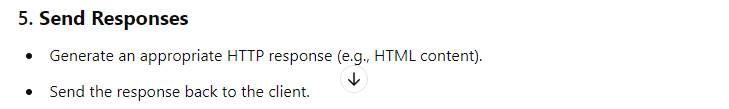 5. Send Responses
• Generate an appropriate HTTP response (e.g., HTML content).
• Send the response back to the client.